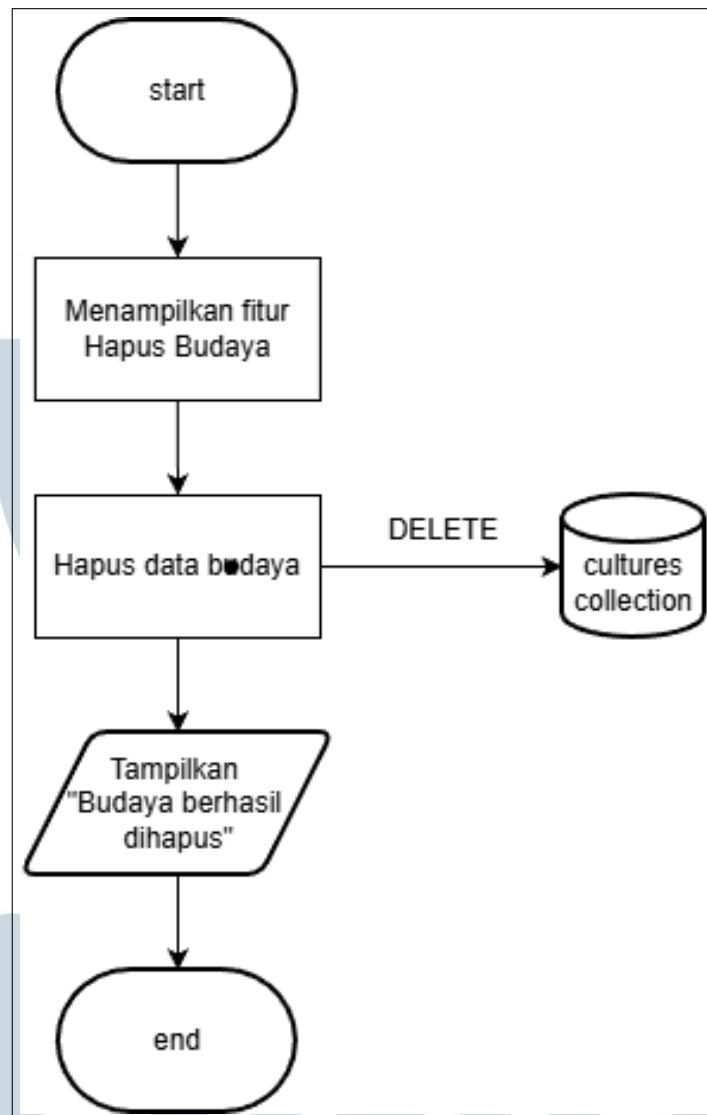 start
Menampilkan fitur
Hapus Budaya
Hapus data budaya
DELETE
cultures
collection
Tampilkan
"Budaya berhasil
dihapus"
end